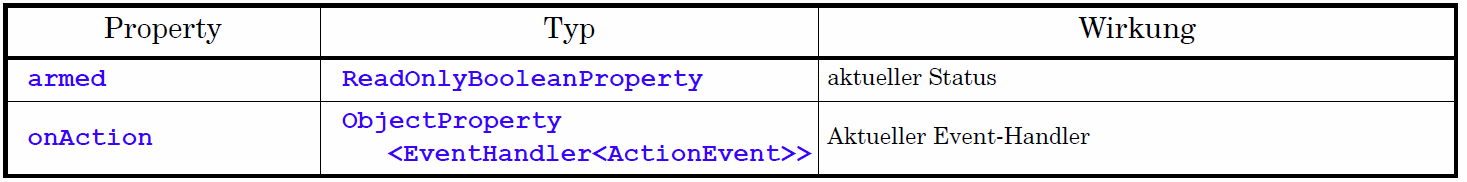 Property Typ Wirkung
armed ReadOnlyBooleanProperty aktueller Status
onAction ObjectProperty
<EventHandler<ActionEvent>> Aktueller Event-Handler